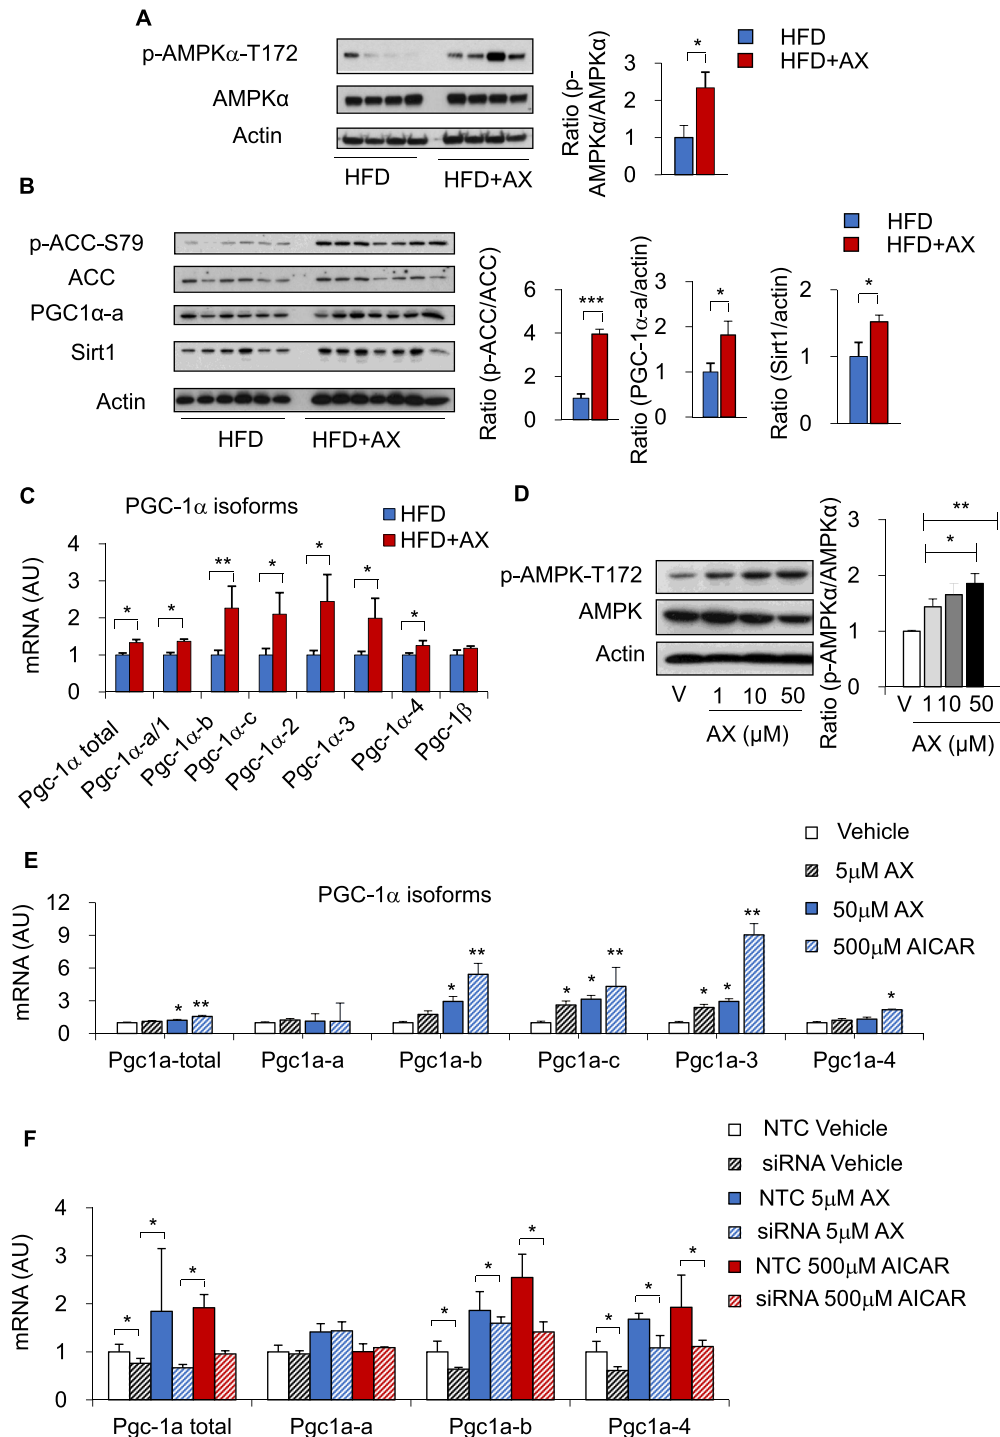 A
p-AMPKα-T172
AMPKα
Actin
HFD
HFD+AX
Ratio (p-
AMPKα/AMPKα)
3
2
1
0
*
HFD
HFD+AX
B
p-ACC-S79
ACC
PGC1α-a
Sirt1
Actin
HFD
HFD+AX
Ratio (p-ACC/ACC)
6
4
2
0
***
Ratio (PGC-1α-a/actin)
3
2
1
0
*
Ratio (Sirt1/actin)
2
1
0
*
HFD
HFD+AX
C
PGC-1α isoforms
HFD
HFD+AX
mRNA (AU)
4
3
2
1
0
*
*
**
*
*
*
*
Pgc-1α total
Pgc-1α-a/1
Pgc-1α-b
Pgc-1α-c
Pgc-1α-2
Pgc-1α-3
Pgc-1α-4
Pgc-1β
D
p-AMPK-T172
AMPK
Actin
V
1
10
50
AX (μM)
Ratio (p-AMPKα/AMPKα)
3
2
1
0
**
*
V
1
10
50
AX (μM)
E
PGC-1α isoforms
Vehicle
5μM AX
50μM AX
500μM AICAR
mRNA (AU)
12
9
6
3
0
*
**
*
**
*
*
**
*
*
**
*
Pgc1a-total
Pgc1a-a
Pgc1a-b
Pgc1a-c
Pgc1a-3
Pgc1a-4
F
NTC Vehicle
siRNA Vehicle
NTC 5μM AX
siRNA 5μM AX
NTC 500μM AICAR
siRNA 500μM AICAR
mRNA (AU)
4
3
2
1
0
*
*
*
*
*
*
*
*
*
Pgc-1a total
Pgc1a-a
Pgc1a-b
Pgc1a-4